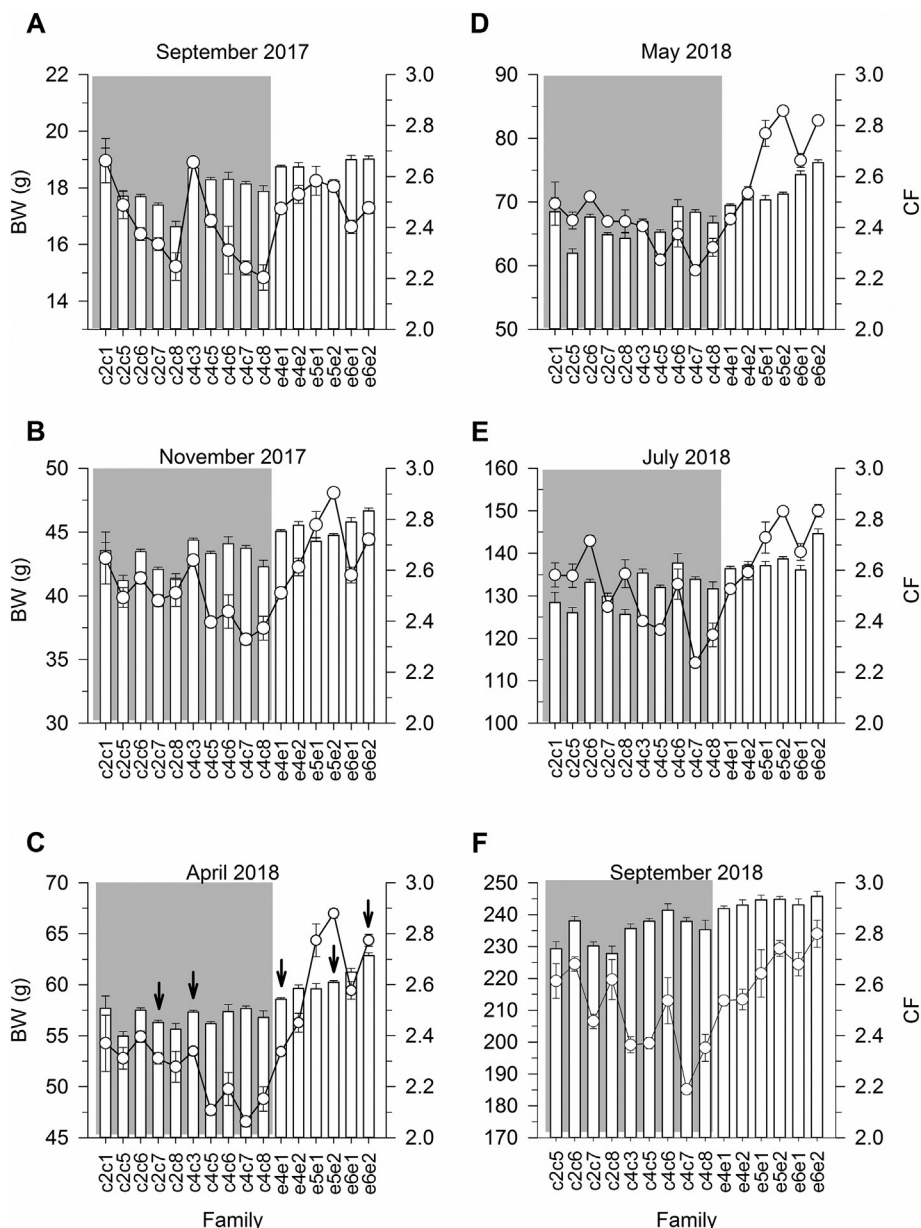 A
September 2017
BW (g)
22
20
18
16
14
3.0
2.8
2.6
2.4
2.2
2.0
c2c1 c2c5 c2c6 c2c7 c2c8 c4c3 c4c5 c4c6 c4c7 c4c8 e4e1 e4e2 e5e1 e5e2 e6e1 e6e2
D
May 2018
90
80
70
60
50
3.0
2.8
2.6
2.4
2.2
2.0
CF
c2c1 c2c5 c2c6 c2c7 c2c8 c4c3 c4c5 c4c6 c4c7 c4c8 e4e1 e4e2 e5e1 e5e2 e6e1 e6e2
B
November 2017
BW (g)
50
45
40
35
30
3.0
2.8
2.6
2.4
2.2
2.0
c2c1 c2c5 c2c6 c2c7 c2c8 c4c3 c4c5 c4c6 c4c7 c4c8 e4e1 e4e2 e5e1 e5e2 e6e1 e6e2
E
July 2018
160
150
140
130
120
110
100
3.0
2.8
2.6
2.4
2.2
2.0
CF
c2c1 c2c5 c2c6 c2c7 c2c8 c4c3 c4c5 c4c6 c4c7 c4c8 e4e1 e4e2 e5e1 e5e2 e6e1 e6e2
C
April 2018
BW (g)
70
65
60
55
50
45
3.0
2.8
2.6
2.4
2.2
2.0
c2c1 c2c5 c2c6 c2c7 c2c8 c4c3 c4c5 c4c6 c4c7 c4c8 e4e1 e4e2 e5e1 e5e2 e6e1 e6e2
Family
F
September 2018
250
240
230
220
210
200
190
180
170
3.0
2.8
2.6
2.4
2.2
2.0
CF
c2c5 c2c6 c2c7 c2c8 c4c3 c4c5 c4c6 c4c7 c4c8 e4e1 e4e2 e5e1 e5e2 e6e1 e6e2
Family